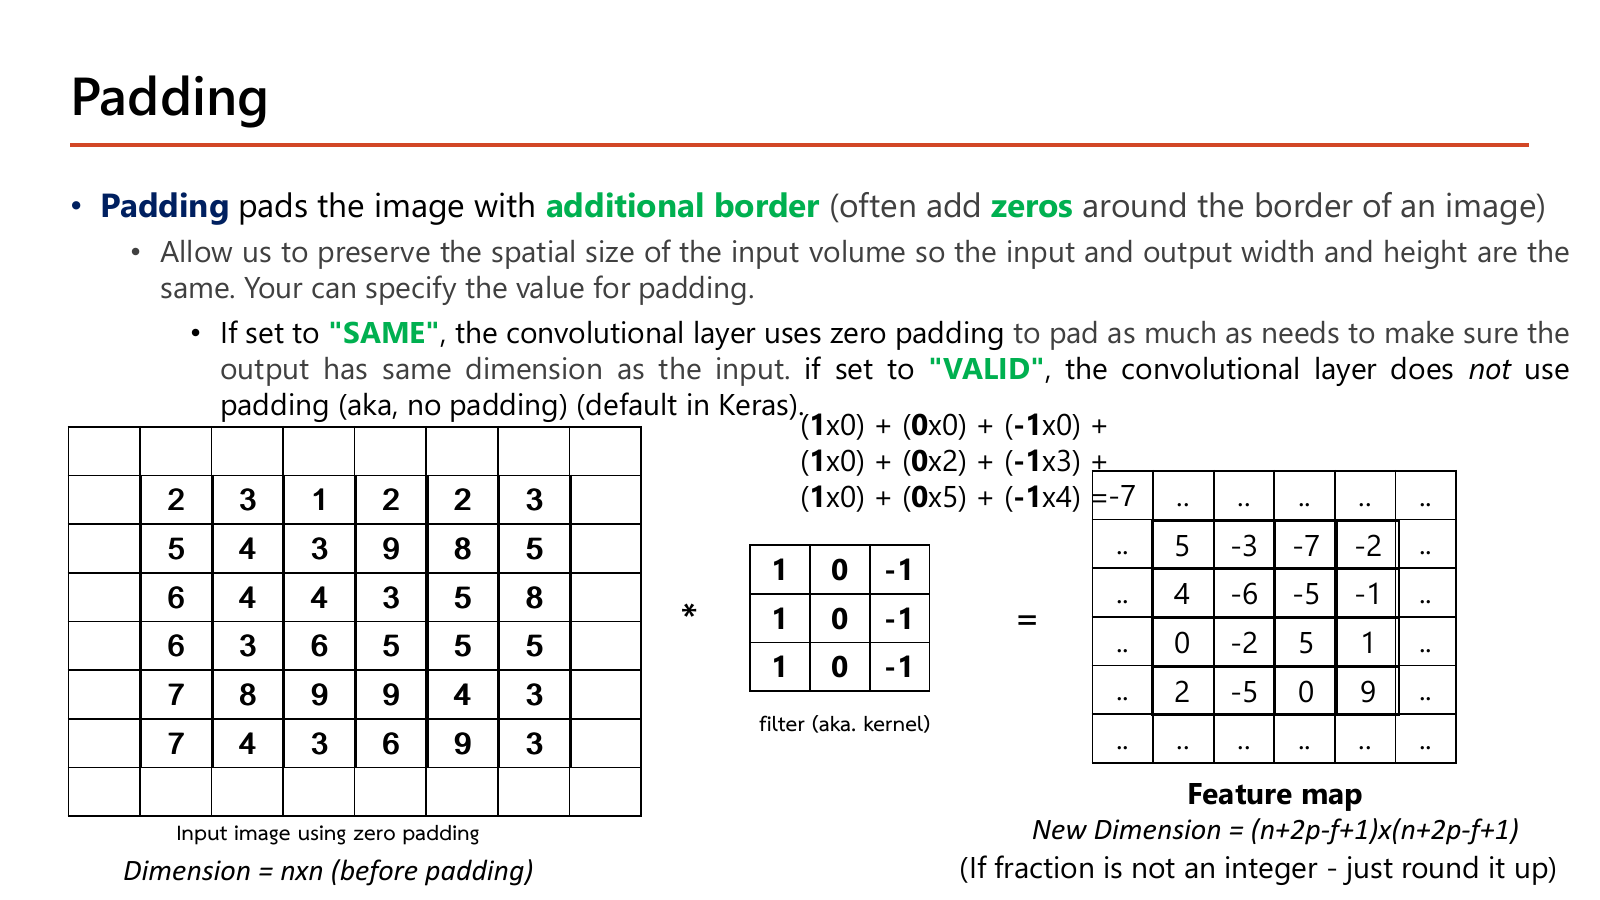 Padding
• Padding pads the image with additional border (often add zeros around the border of an image)
• Allow us to preserve the spatial size of the input volume so the input and output width and height are the
same. Your can specify the value for padding.
• If set to "SAME", the convolutional layer uses zero padding to pad as much as needs to make sure the
output has same dimension as the input. if set to "VALID", the convolutional layer does not use
padding (aka, no padding) (default in Keras).
(1x0) + (0x0) + (-1x0) +
(1x0) + (0x2) + (-1x3) +
(1x0) + (0x5) + (-1x4) =-7
2 3 1 2 2 3
5 4 3 9 8 5
6 4 4 3 5 8
6 3 6 5 5 5
7 8 9 9 4 3
7 4 3 6 9 3
Input image using zero padding
Dimension = nxn (before padding)
*
1 0 -1
1 0 -1
1 0 -1
filter (aka. kernel)
=
.. .. .. .. ..
.. 5 -3 -7 -2 ..
.. 4 -6 -5 -1 ..
.. 0 -2 5 1 ..
.. 2 -5 0 9 ..
.. .. .. .. .. ..
Feature map
New Dimension = (n+2p-f+1)x(n+2p-f+1)
(If fraction is not an integer - just round it up)